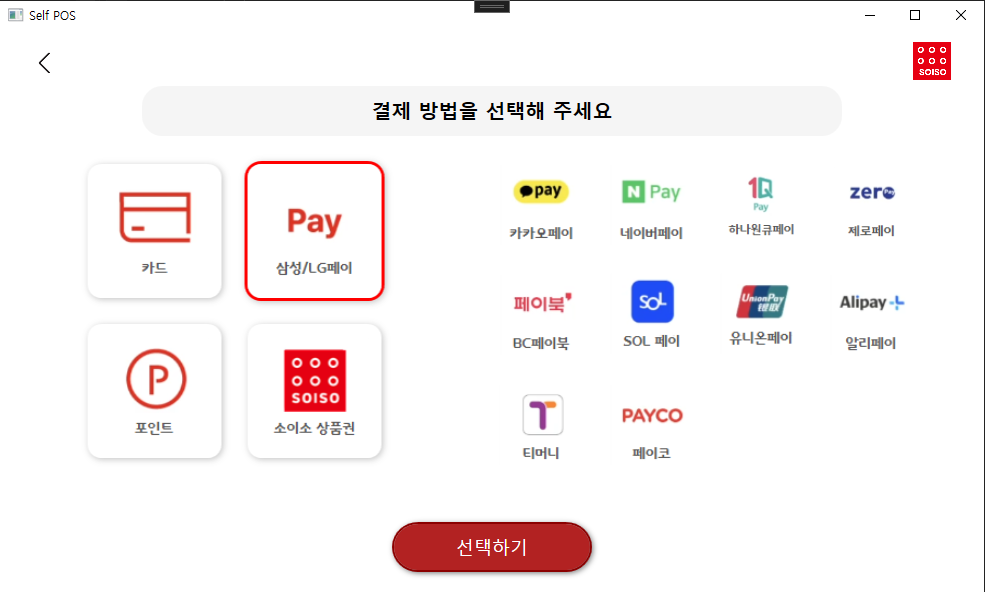 Self POS
SOISO
결제 방법을 선택해 주세요
카드
Pay
삼성/LG페이
P
포인트
SOISO
소이소 상품권
pay
카카오페이
N Pay
네이버페이
1Q
Pay
하나원큐페이
zero Pay
제로페이
페이북
BC페이북
SOL
SOL 페이
UnionPay
银联
유니온페이
Alipay+
알리페이
T
티머니
PAYCO
페이코
선택하기